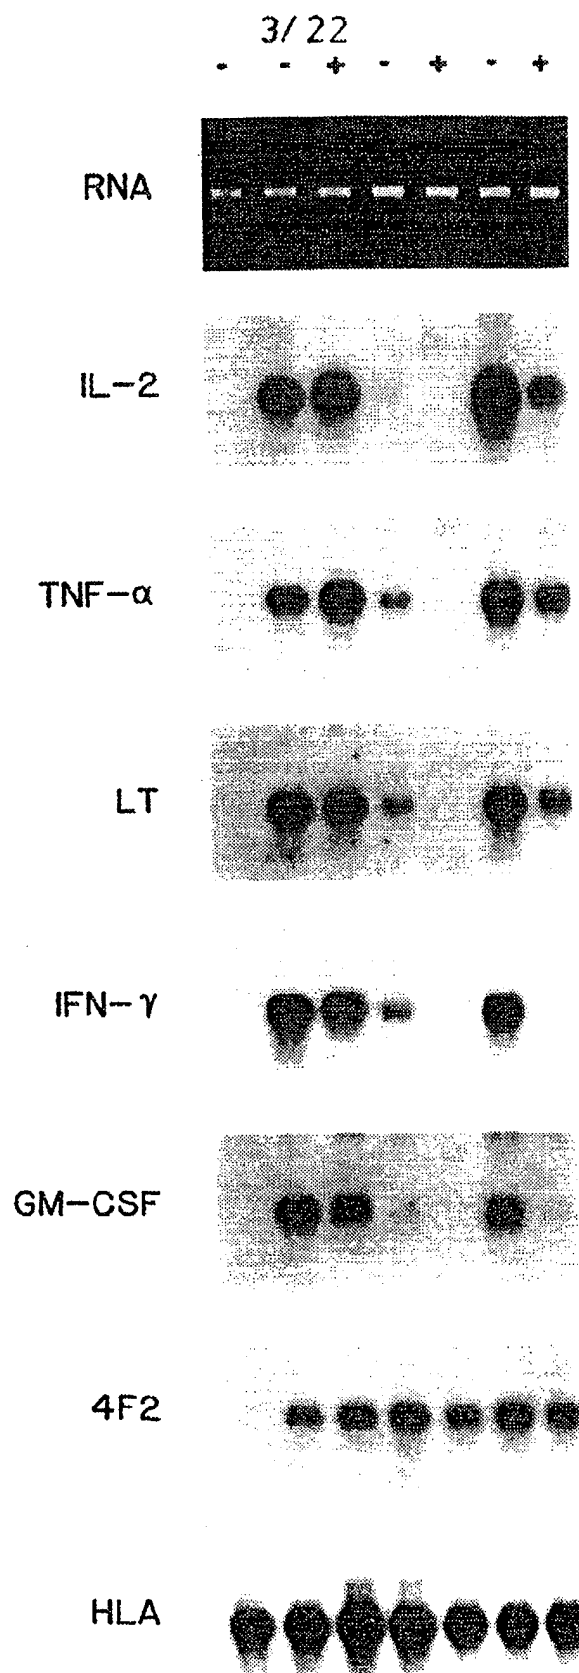 3/22
- - + - + - +
RNA
IL-2
TNF-α
LT
IFN-γ
GM-CSF
4F2
HLA